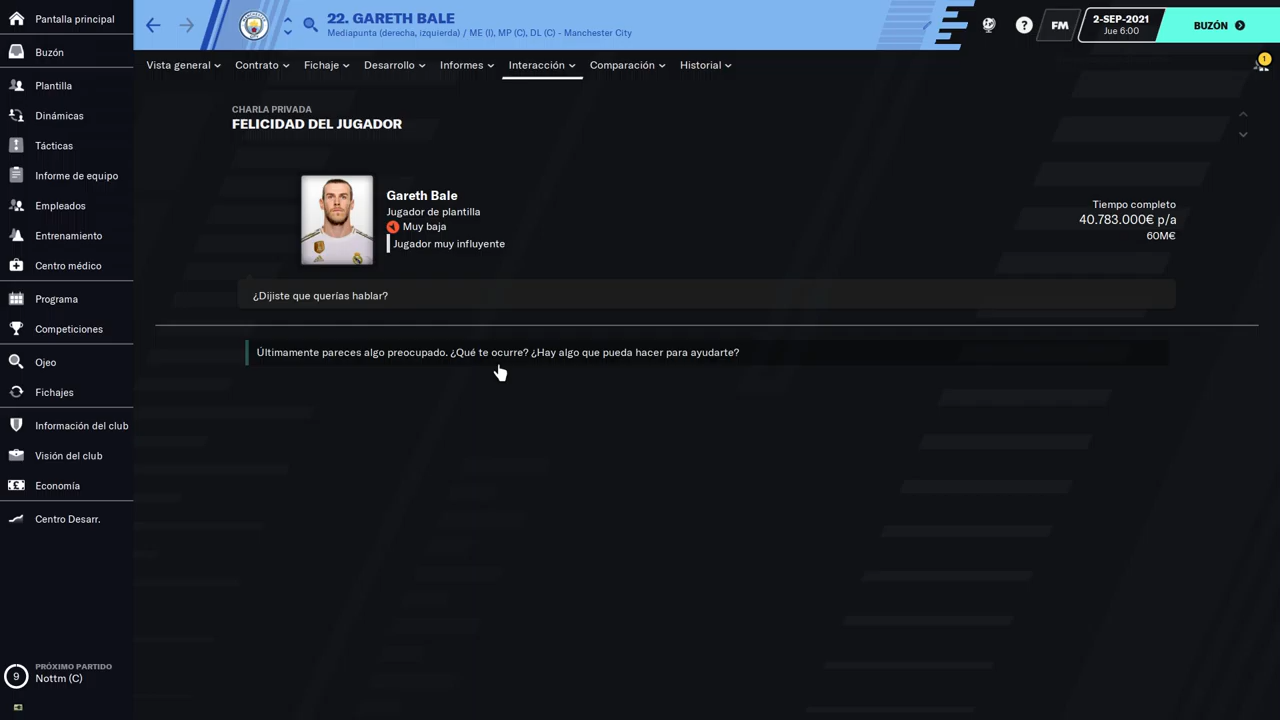 Pantalla principal
Buzón
Plantilla
Dinámicas
Tácticas
Informe de equipo
Empleados
Entrenamiento
Centro médico
Programa
Competiciones
Ojeo
Fichajes
Información del club
Visión del club
Economía
Centro Desarr.
9
PRÓXIMO PARTIDO
Nottm (C)
22. GARETH BALE
Mediapunta (derecha, izquierda) / ME (I), MP (C), DL (C) - Manchester City
?
FM
2-SEP-2021
Jue 6:00
BUZÓN
Vista general
Contrato
Fichaje
Desarrollo
Informes
Interacción
Comparación
Historial
1
CHARLA PRIVADA
FELICIDAD DEL JUGADOR
Gareth Bale
Jugador de plantilla
Muy baja
Jugador muy influyente
Tiempo completo
40.783.000€ p/a
60M€
¿Dijiste que querías hablar?
Últimamente pareces algo preocupado. ¿Qué te ocurre? ¿Hay algo que pueda hacer para ayudarte?